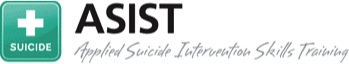 SUICIDE
ASIST
Applied Suicide Intervention Skills Training